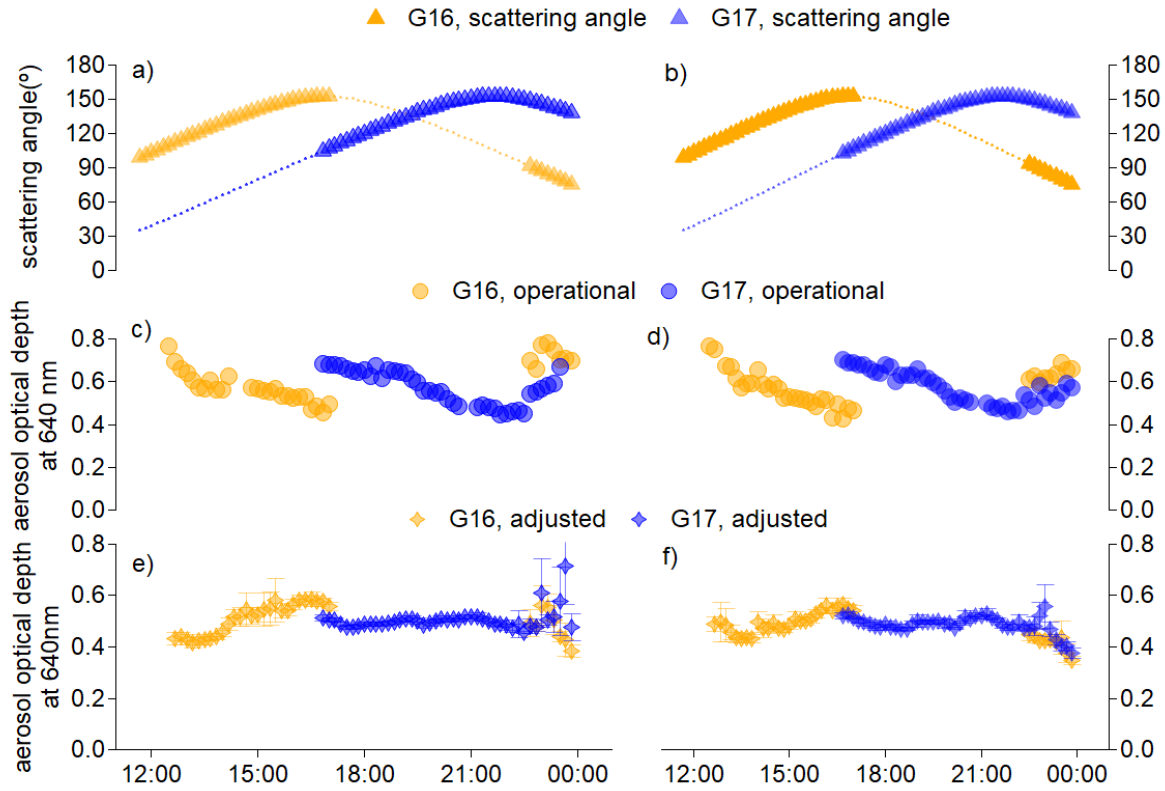 G16, scattering angle G17, scattering angle
a) b)
scattering angle(º)
180 150 120 90 60 30 0
180 150 120 90 60 30 0
G16, operational G17, operational
c) d)
aerosol optical depth
at 640 nm
0.8 0.6 0.4 0.2 0.0
0.8 0.6 0.4 0.2 0.0
G16, adjusted G17, adjusted
e) f)
aerosol optical depth
at 640nm
0.8 0.6 0.4 0.2 0.0
0.8 0.6 0.4 0.2 0.0
12:00 15:00 18:00 21:00 00:00
12:00 15:00 18:00 21:00 00:00